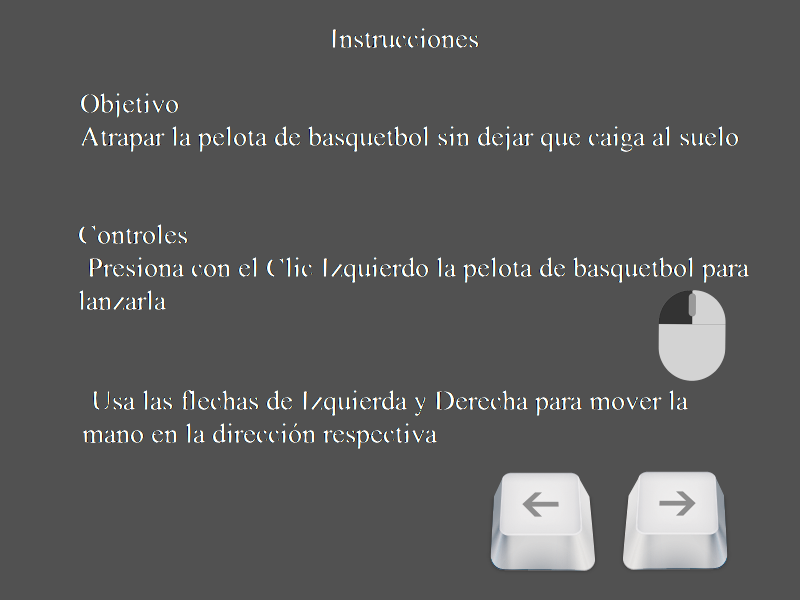 Instrucciones
Objetivo
Atrapar la pelota de basquetbol sin dejar que caiga al suelo
Controles
Presiona con el Clic Izquierdo la pelota de basquetbol para
lanzarla
Usa las flechas de Izquierda y Derecha para mover la
mano en la dirección respectiva